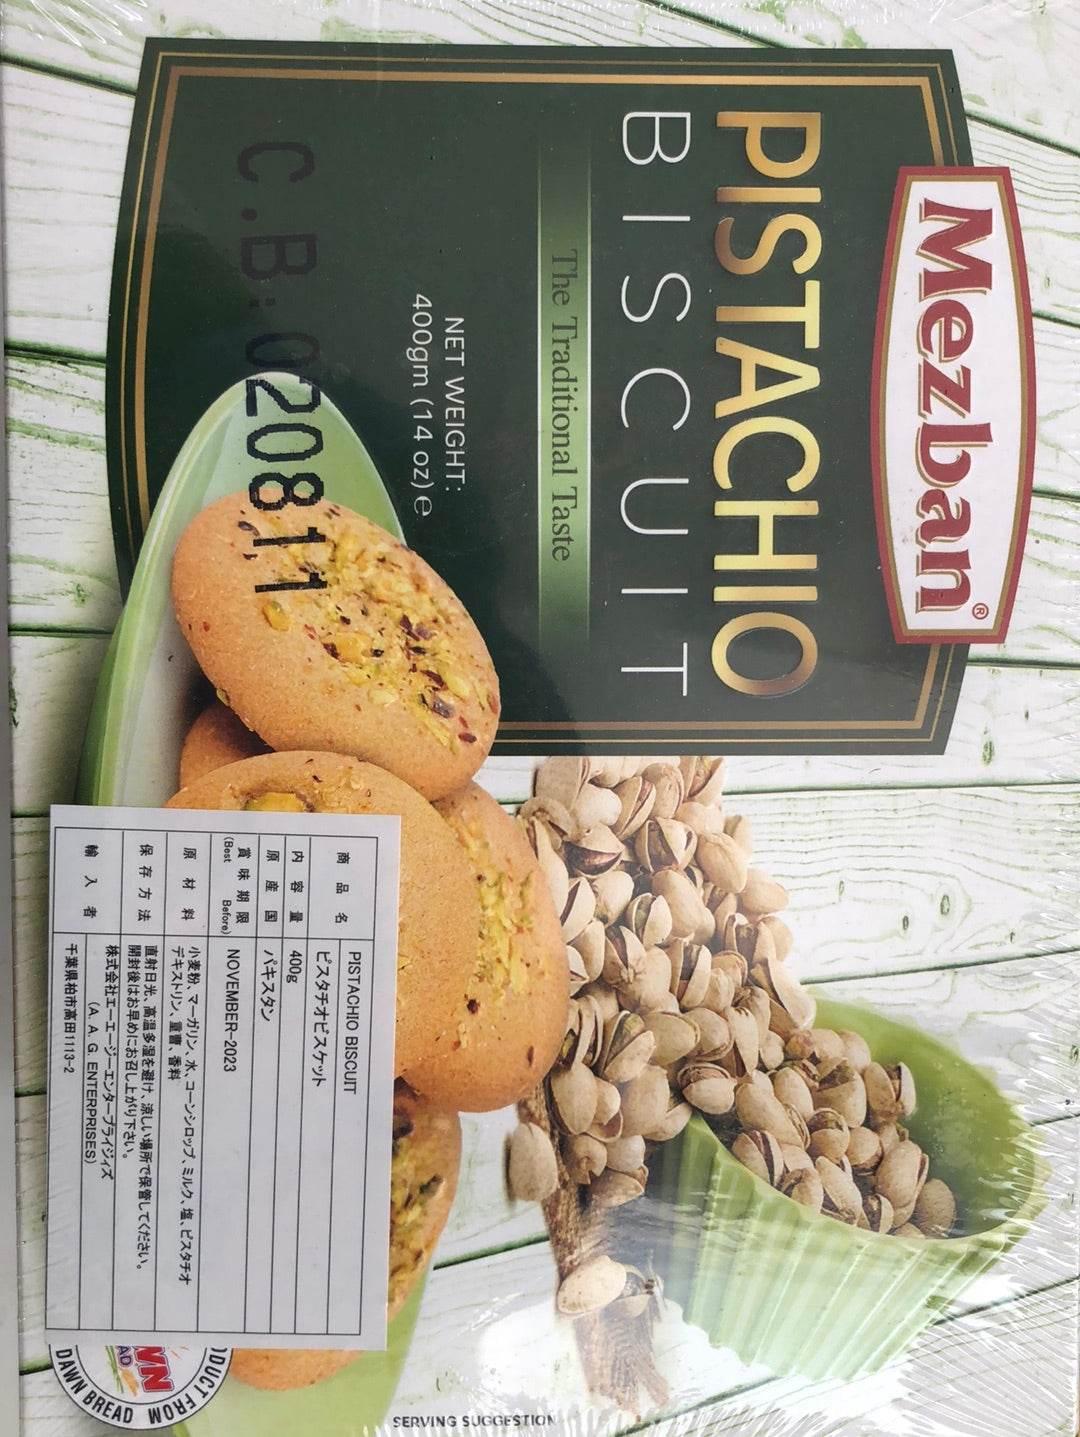 Mezban®
PISTACHIO
BISCUIT
The Traditional Taste
NET WEIGHT:
400gm (14 oz) e
C.B:020811
商品名 PISTACHIO BISCUIT
ピスタチオビスケット
内容量 400g
原産国 パキスタン
賞味期限 NOVEMBER-2023
(Best Before)
原材料 小麦粉、マーガリン、水、コーンシロップ、ミルク、塩、ピスタチオ
デキストリン、重曹、香料
保存方法 直射日光、高温多湿を避け、涼しい場所で保管してください。
開封後はお早めにお召し上がり下さい。
輸入者 株式会社エーエージーエンタープライジィズ
(A. A. G. ENTERPRISES)
千葉県柏市高田1113-2
DUCT FROM
WN
AD
DAWN BREAD
SERVING SUGGESTION